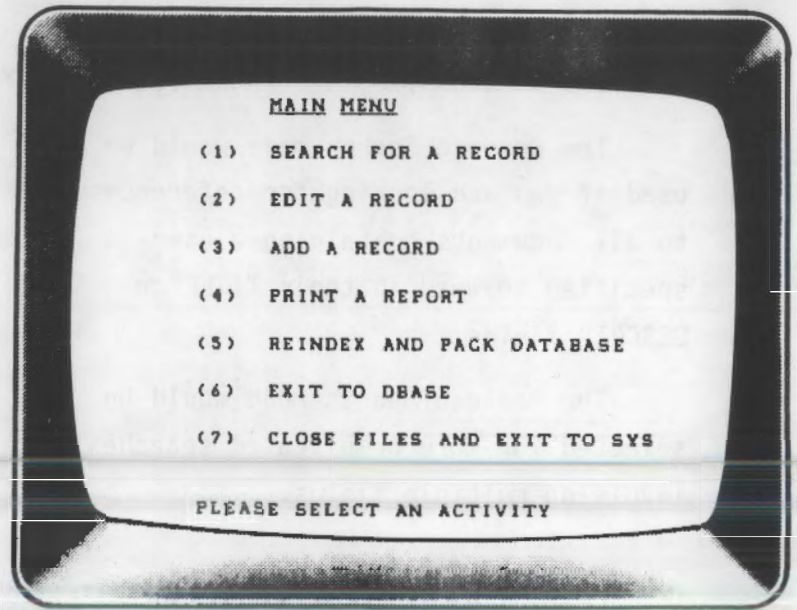 MAIN MENU
(1) SEARCH FOR A RECORD
(2) EDIT A RECORD
(3) ADD A RECORD
(4) PRINT A REPORT
(5) REINDEX AND PACK DATABASE
(6) EXIT TO DBASE
(7) CLOSE FILES AND EXIT TO SYS
PLEASE SELECT AN ACTIVITY